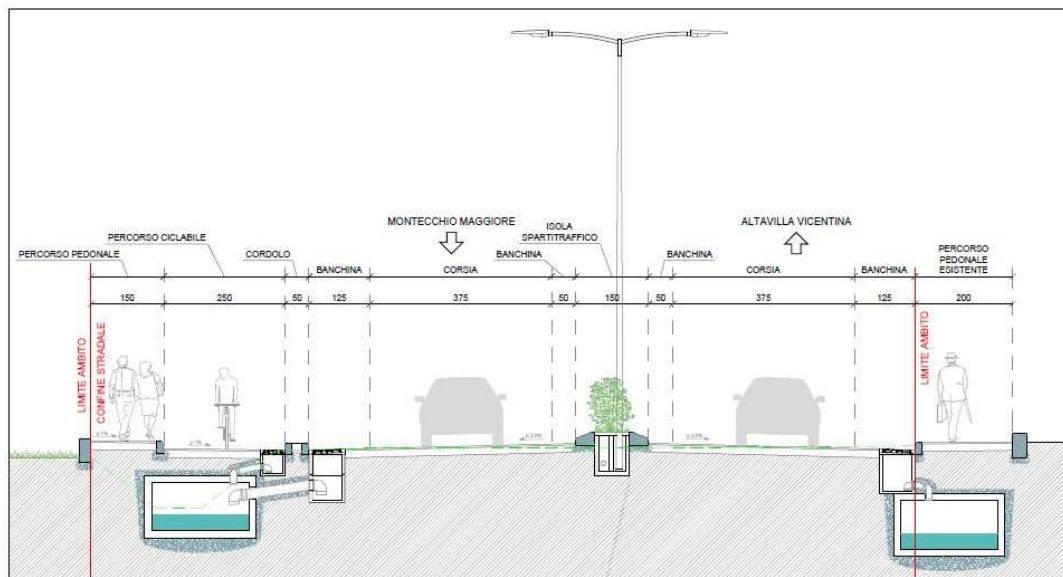 MONTECCHIO MAGGIORE
ISOLA
SPARTITRAFFICO
ALTAVILLA VICENTINA
PERCORSO CICLABILE
PERCORSO PEDONALE
CORDOLO
BANCHINA
CORSIA
BANCHINA
BANCHINA
CORSIA
BANCHINA
PERCORSO
PEDONALE
ESISTENTE
150
250
50
125
375
50
150
50
375
125
200
LIMITE AMBITO
CONFINE STRADALE
LIMITE AMBITO